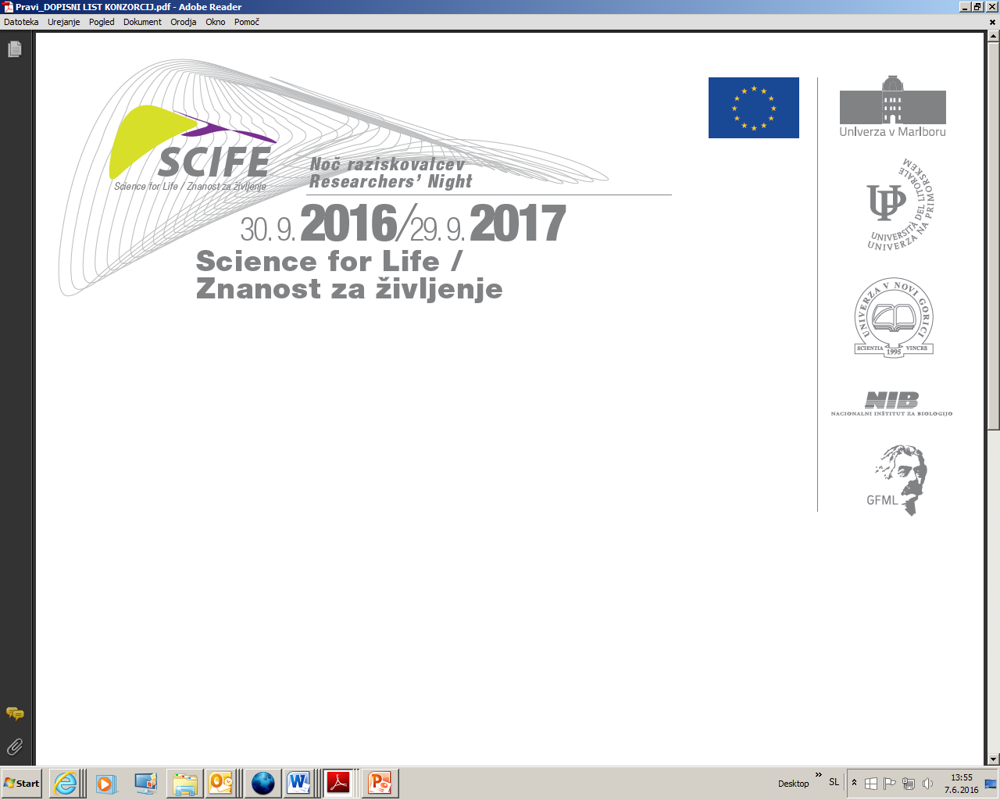 Pravi_DOPISNI LIST KONZORCIJ.pdf - Adobe Reader
Datoteka Urejanje Pogled Dokument Orodja Okno Pomoč
SCIFE
Science for Life / Znanost za življenje
Noč raziskovalcev
Researchers' Night
30. 9. 2016/29. 9. 2017
Science for Life /
Znanost za življenje
Univerza v Mariboru
UP
UNIVERSITÀ DEL LITORALE
UNIVERZA NA PRIMORSKEM
UNIVERZA V NOVI GORICI
SCIENTIA 1995 VINCES
NIB
NACIONALNI INŠTITUT ZA BIOLOGIJO
GFML
Start
Desktop
SL
13:55
7.6.2016